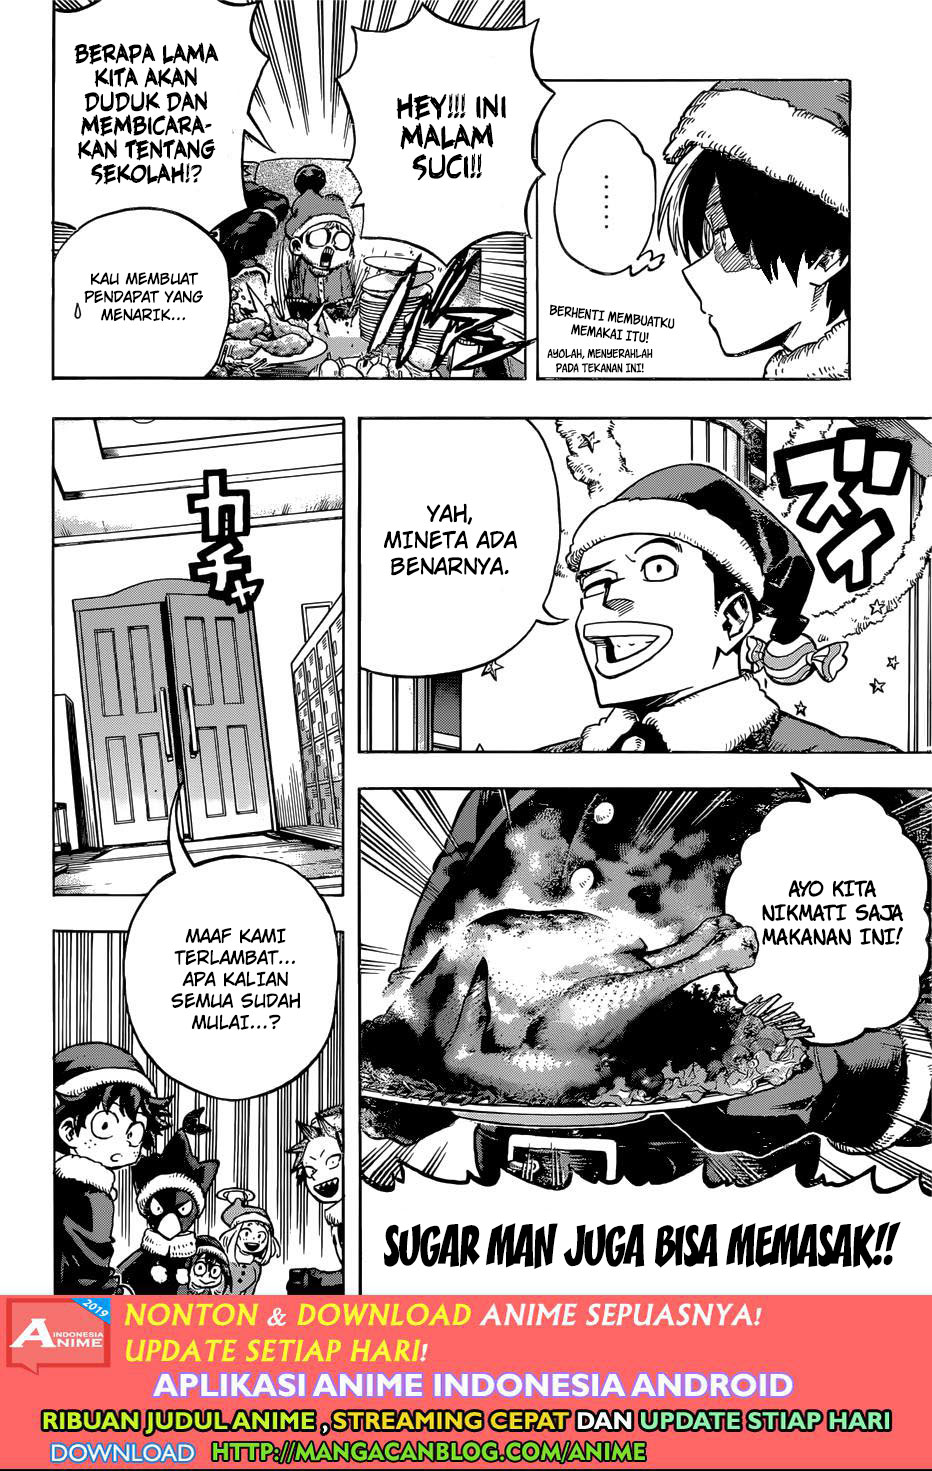 ......
BERHENTI MEMBUATKU
MEMAKAI ITU!
AYOLAH, MENYERAHLAH
PADA TEKANAN INI!
HEY!!! INI
MALAM
SUCI!!
BERAPA LAMA
KITA AKAN
DUDUK DAN
MEMBICARA-
KAN TENTANG
SEKOLAH!?
KAU MEMBUAT
PENDAPAT YANG
MENARIK...
ズイ
YAH,
MINETA ADA
BENARNYA.
ガチャ
AYO KITA
NIKMATI SAJA
MAKANAN INI!
SUGAR MAN JUGA BISA MEMASAK!!
MAAF KAMI
TERLAMBAT...
APA KALIAN
SEMUA SUDAH
MULAI...?
2019
INDONESIA
ANIME
NONTON & DOWNLOAD ANIME SEPUASNYA!
UPDATE SETIAP HARI!
APLIKASI ANIME INDONESIA ANDROID
RIBUAN JUDUL ANIME , STREAMING CEPAT DAN UPDATE STIAP HARI
DOWNLOAD HTTP://MANGACANBLOG.COM/ANIME